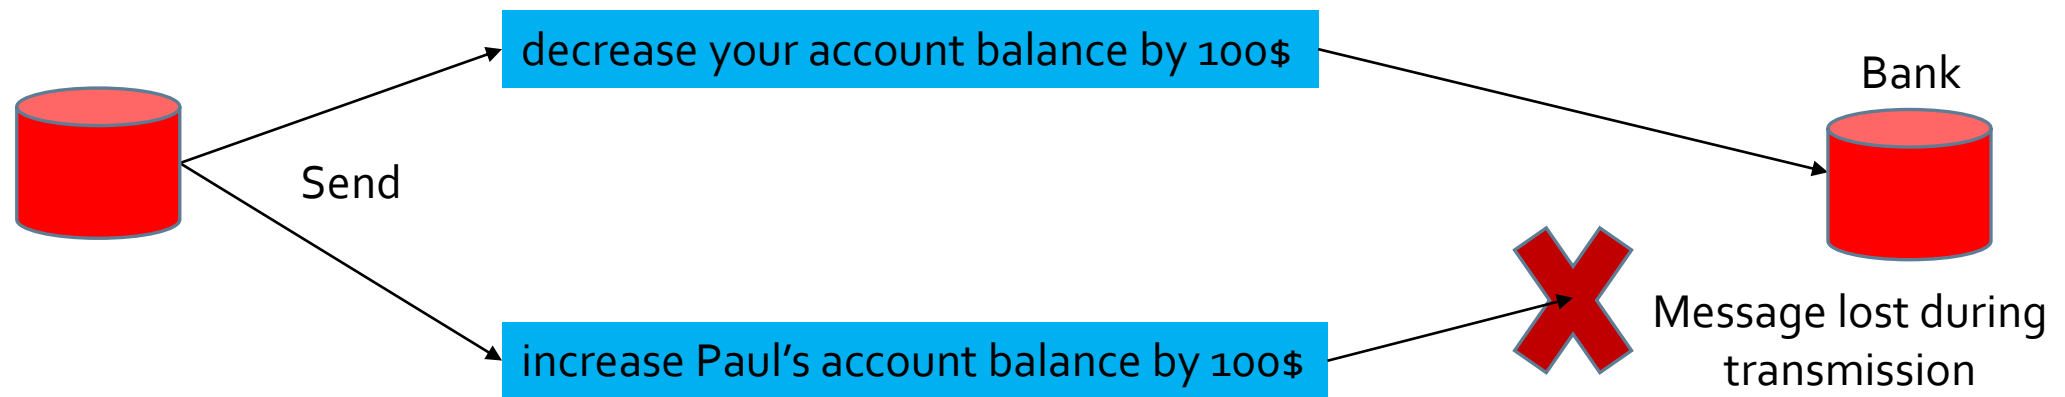 decrease your account balance by 100$
Bank
Send
increase Paul’s account balance by 100$
Message lost during
transmission